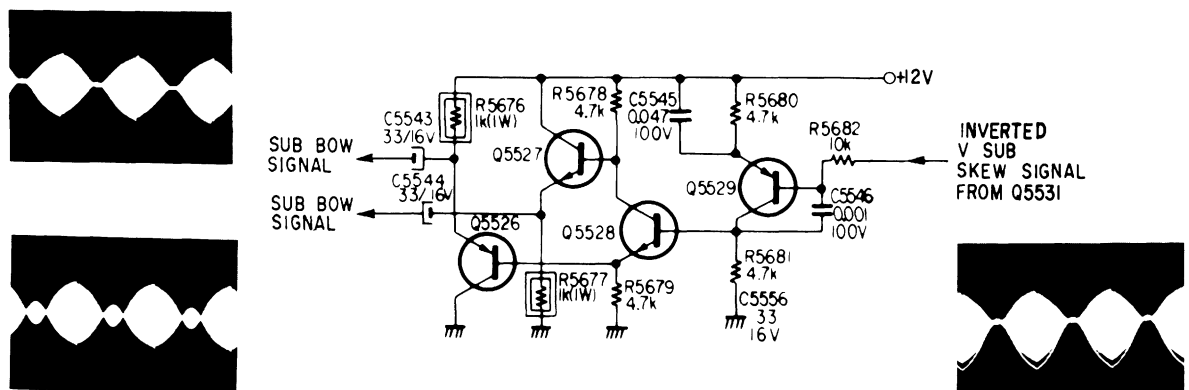 +12V
R5676
1k(1W)
R5678
4.7k
C5545
0.047
100V
R5680
4.7k
C5543
33/16V
R5682
10k
SUB BOW
SIGNAL
Q5527
INVERTED
V SUB
SKEW SIGNAL
FROM Q5531
C5544
33/16V
Q5529
SUB BOW
SIGNAL
C5546
0.001
100V
Q5526
Q5528
R5677
1k(1W)
R5679
4.7k
R5681
4.7k
C5556
33
16V